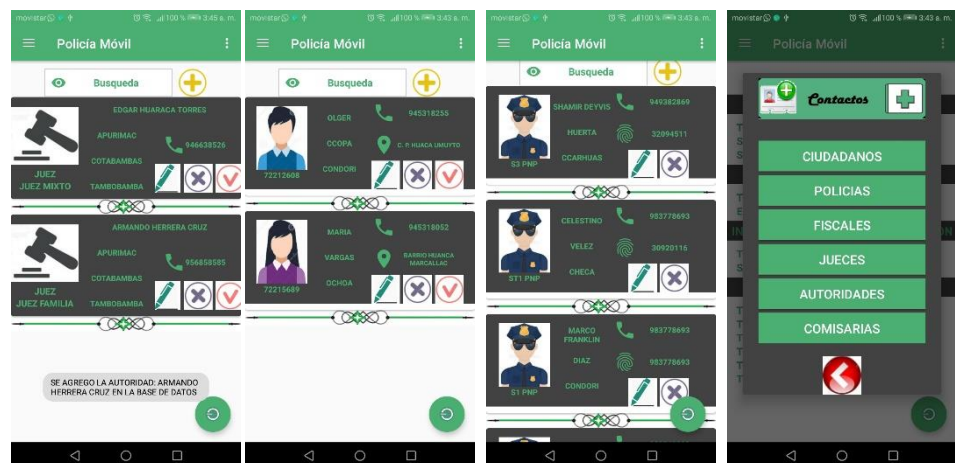 movistar 100 % 3:45 a. m.
Policía Móvil
Busqueda
EDGAR HUARACA TORRES
APURIMAC
946638526
COTABAMBAS
JUEZ
JUEZ MIXTO
TAMBOBAMBA
ARMANDO HERRERA CRUZ
APURIMAC
956858585
COTABAMBAS
JUEZ
JUEZ FAMILIA
TAMBOBAMBA
SE AGREGO LA AUTORIDAD: ARMANDO
HERRERA CRUZ EN LA BASE DE DATOS
movistar 100 % 3:43 a. m.
Policía Móvil
Busqueda
OLGER
945318255
CCOPA
C. P. HUACA UMUYTO
CONDORI
72212608
MARIA
945318052
VARGAS
BARRIO HUANCA
MARCALLAC
OCHOA
72215689
movistar 100 % 3:43 a. m.
Policía Móvil
Busqueda
SHAMIR DEYVIS
949382869
HUERTA
32094511
CCARHUAS
S3 PNP
CELESTINO
983778693
VELEZ
30920116
CHECA
ST1 PNP
MARCO
FRANKLIN
983778693
DIAZ
983778693
CONDORI
S1 PNP
movistar 100 % 3:43 a. m.
Policía Móvil
Contactos
CIUDADANOS
POLICIAS
FISCALES
JUECES
AUTORIDADES
COMISARIAS